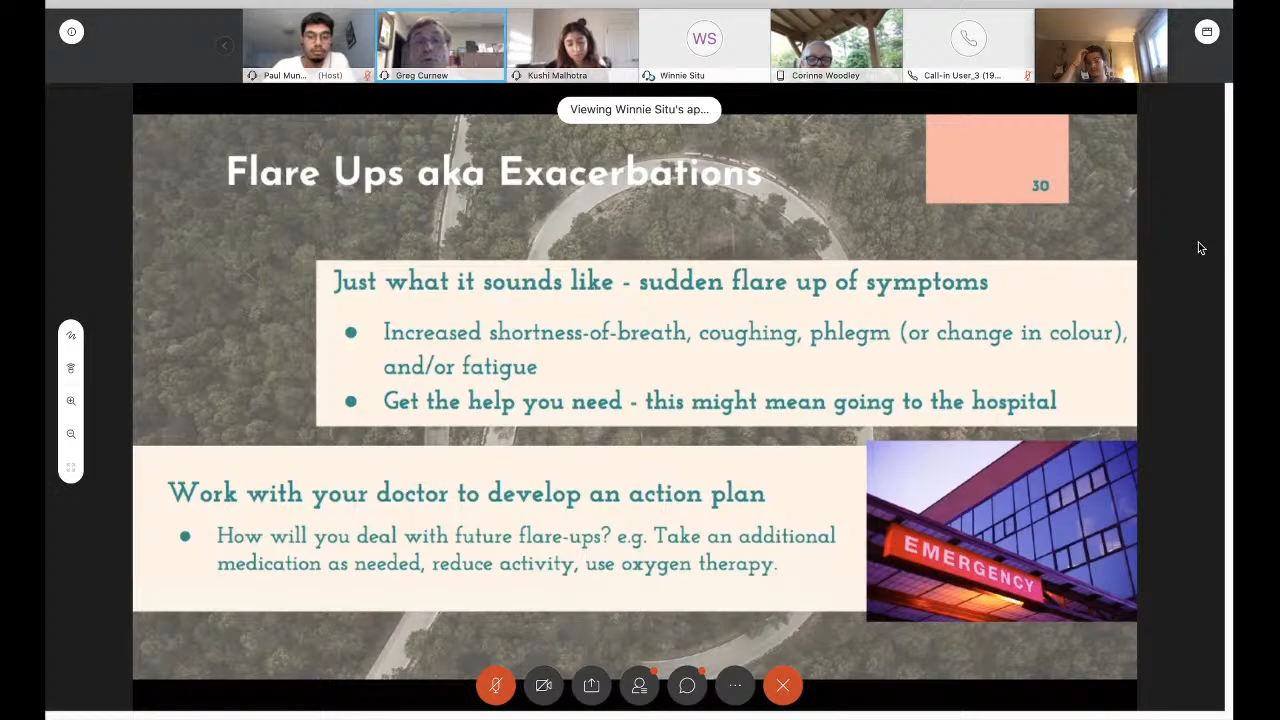 WS
Paul Mun... (Host)
Greg Curnew
Kushi Malhotra
Winnie Situ
Corinne Woodley
Call-in User_3 (19...
Viewing Winnie Situ's ap...
Flare Ups aka Exacerbations
30
Just what it sounds like - sudden flare up of symptoms
● Increased shortness-of-breath, coughing, phlegm (or change in colour),
and/or fatigue
● Get the help you need - this might mean going to the hospital
Work with your doctor to develop an action plan
● How will you deal with future flare-ups? e.g. Take an additional
medication as needed, reduce activity, use oxygen therapy.
EMERGENCY